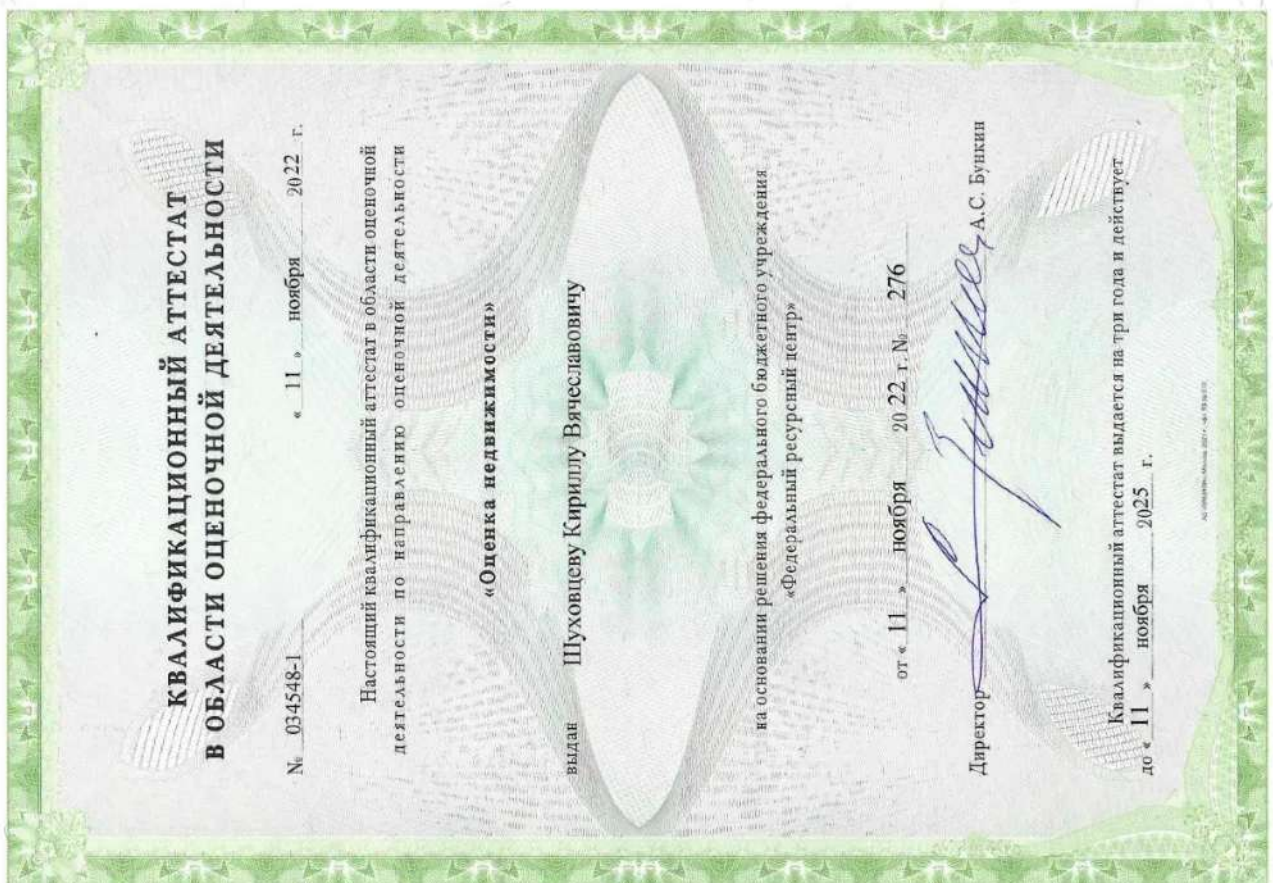 КВАЛИФИКАЦИОННЫЙ АТТЕСТАТ
В ОБЛАСТИ ОЦЕНОЧНОЙ ДЕЯТЕЛЬНОСТИ
№ 034548-1 « 11 » ноября 2022 г.
Настоящий квалификационный аттестат в области оценочной
деятельности по направлению оценочной деятельности
«Оценка недвижимости»
выдан Шуховцеву Кириллу Вячеславовичу
на основании решения федерального бюджетного учреждения
«Федеральный ресурсный центр»
от « 11 » ноября 20 22 г. № 276
Директор А.С. Бункин
Квалификационный аттестат выдается на три года и действует
до « 11 » ноября 2025 г.